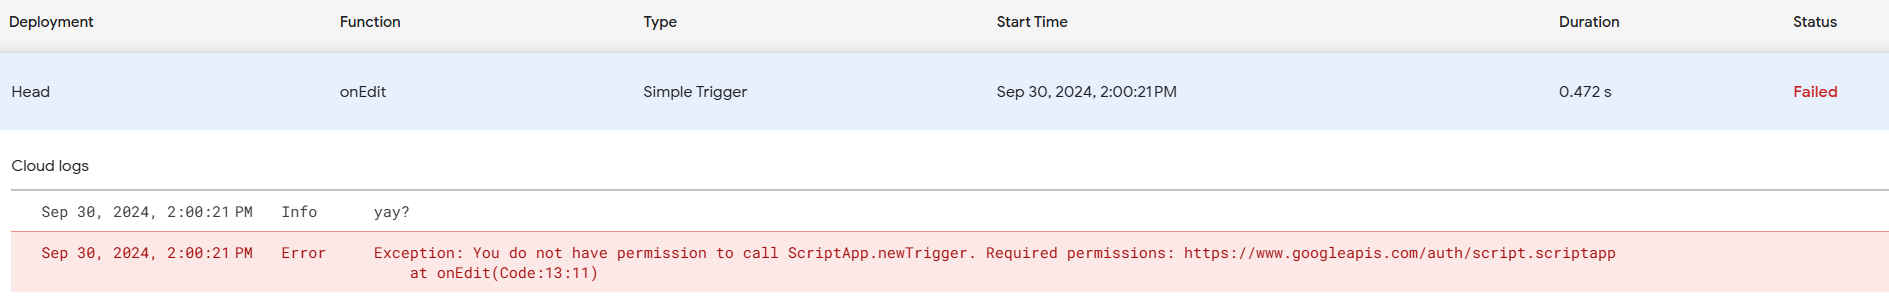 Deployment Function Type Start Time Duration Status
Head onEdit Simple Trigger Sep 30, 2024, 2:00:21 PM 0.472 s Failed
Cloud logs
Sep 30, 2024, 2:00:21 PM Info yay?
Sep 30, 2024, 2:00:21 PM Error Exception: You do not have permission to call ScriptApp.newTrigger. Required permissions: https://www.googleapis.com/auth/script.scriptapp
at onEdit(Code:13:11)